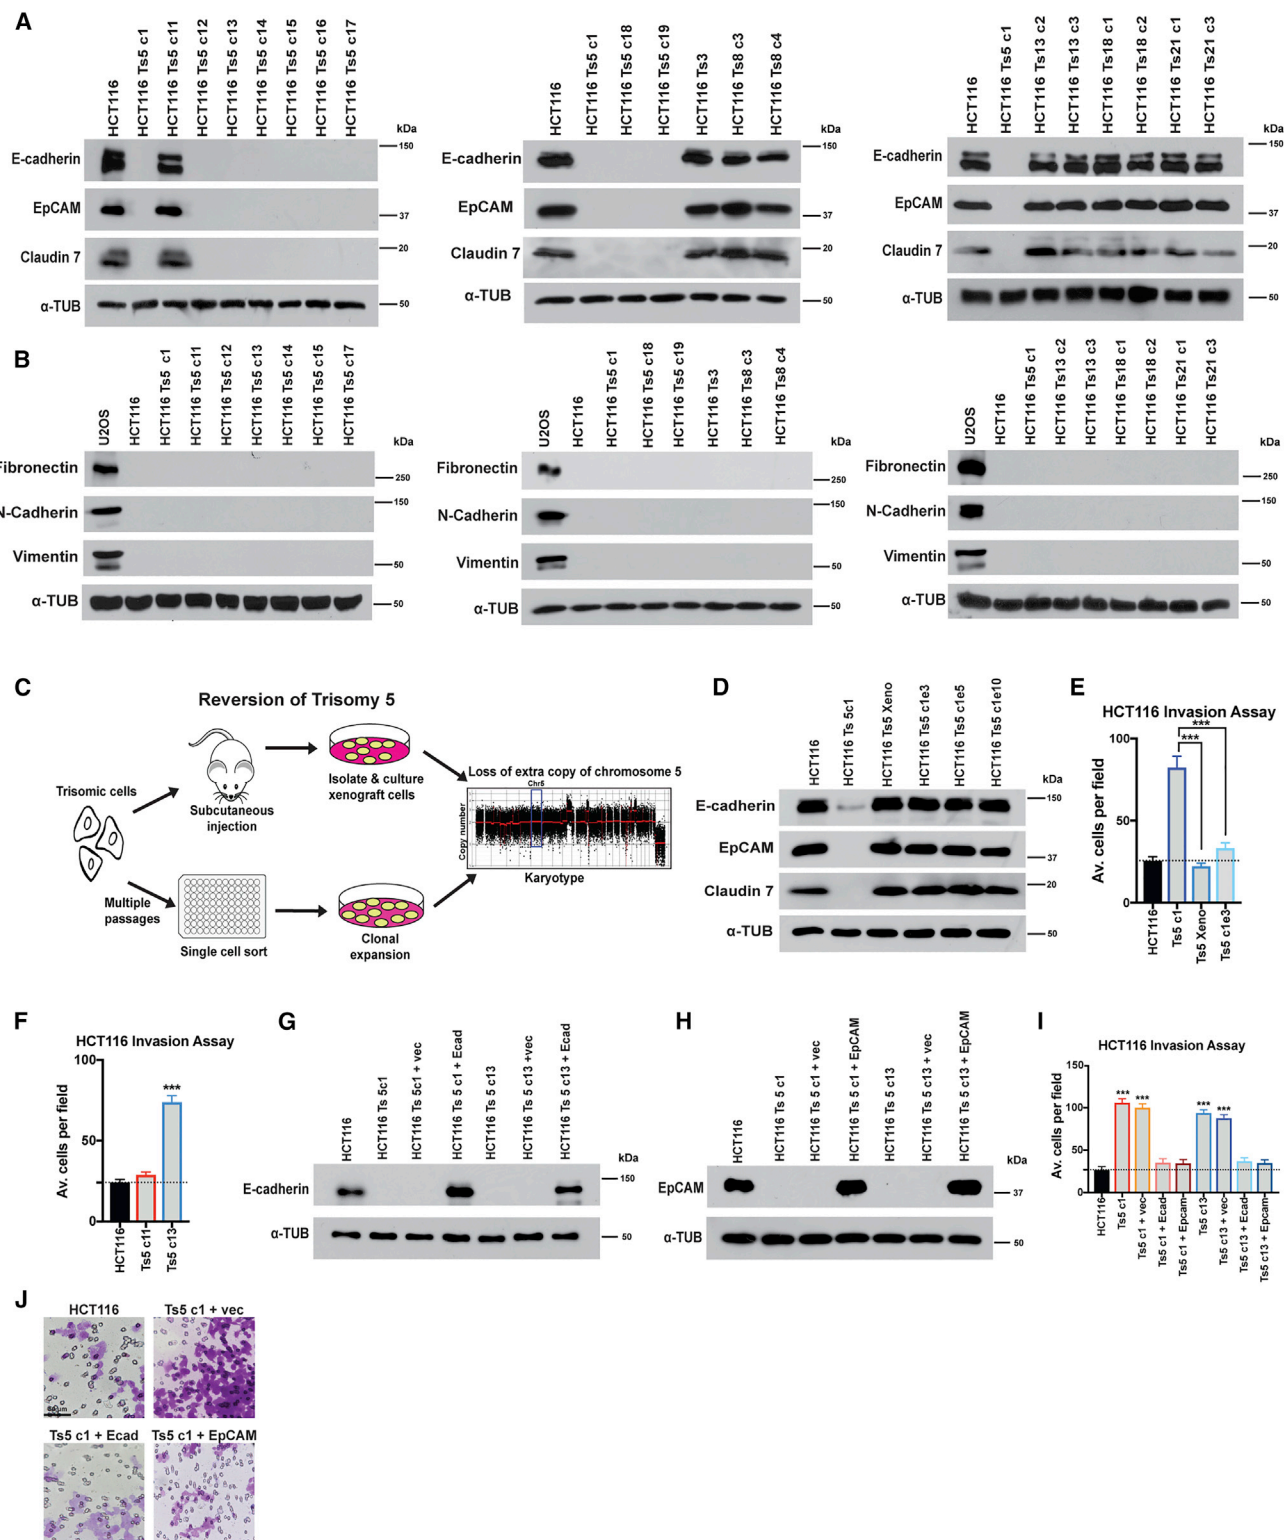 A
HCT116
HCT116 Ts5 c1
HCT116 Ts5 c11
HCT116 Ts5 c12
HCT116 Ts5 c13
HCT116 Ts5 c14
HCT116 Ts5 c15
HCT116 Ts5 c16
HCT116 Ts5 c17
kDa
E-cadherin
150
EpCAM
37
Claudin 7
20
α-TUB
50
HCT116
HCT116 Ts5 c1
HCT116 Ts5 c18
HCT116 Ts5 c19
HCT116 Ts3
HCT116 Ts8 c3
HCT116 Ts8 c4
kDa
E-cadherin
150
EpCAM
37
Claudin 7
20
α-TUB
50
HCT116
HCT116 Ts5 c1
HCT116 Ts13 c2
HCT116 Ts13 c3
HCT116 Ts18 c1
HCT116 Ts18 c2
HCT116 Ts21 c1
HCT116 Ts21 c3
kDa
E-cadherin
150
EpCAM
37
Claudin 7
20
α-TUB
50
B
U2OS
HCT116
HCT116 Ts5 c1
HCT116 Ts5 c11
HCT116 Ts5 c12
HCT116 Ts5 c13
HCT116 Ts5 c14
HCT116 Ts5 c15
HCT116 Ts5 c17
kDa
Fibronectin
250
N-Cadherin
150
Vimentin
50
α-TUB
50
U2OS
HCT116
HCT116 Ts5 c1
HCT116 Ts5 c18
HCT116 Ts5 c19
HCT116 Ts3
HCT116 Ts8 c3
HCT116 Ts8 c4
kDa
Fibronectin
250
N-Cadherin
150
Vimentin
50
α-TUB
50
U2OS
HCT116
HCT116 Ts5 c1
HCT116 Ts13 c2
HCT116 Ts13 c3
HCT116 Ts18 c1
HCT116 Ts18 c2
HCT116 Ts21 c1
HCT116 Ts21 c3
kDa
Fibronectin
250
N-Cadherin
150
Vimentin
50
α-TUB
50
C
Reversion of Trisomy 5
Trisomic cells
Subcutaneous
injection
Isolate & culture
xenograft cells
Loss of extra copy of chromosome 5
Chr5
Copy number
Karyotype
Multiple
passages
Single cell sort
Clonal
expansion
D
HCT116
HCT116 Ts 5c1
HCT116 Ts5 Xeno
HCT116 Ts5 c1e3
HCT116 Ts5 c1e5
HCT116 Ts5 c1e10
kDa
E-cadherin
150
EpCAM
37
Claudin 7
20
α-TUB
50
E
HCT116 Invasion Assay
Av. cells per field
100
50
0
***
***
HCT116
Ts5 c1
Ts5 Xeno
Ts5 c1e3
F
HCT116 Invasion Assay
Av. cells per field
100
50
0
***
HCT116
Ts5 c11
Ts5 c13
G
HCT116
HCT116 Ts 5c1
HCT116 Ts 5c1 + vec
HCT116 Ts 5 c1 + Ecad
HCT116 Ts 5 c13
HCT116 Ts 5 c13 +vec
HCT116 Ts 5 c13 + Ecad
kDa
E-cadherin
150
α-TUB
50
H
HCT116
HCT116 Ts 5 c1
HCT116 Ts 5 c1 + vec
HCT116 Ts 5 c1 + EpCAM
HCT116 Ts 5 c13
HCT116 Ts 5 c13 + vec
HCT116 Ts 5 c13 + EpCAM
kDa
EpCAM
37
α-TUB
50
I
HCT116 Invasion Assay
Av. cells per field
150
100
50
0
***
***
***
***
HCT116
Ts5 c1
Ts5 c1 + vec
Ts5 c1 + Ecad
Ts5 c1 + Epcam
Ts5 c13
Ts5 c13 + vec
Ts5 c13 + Ecad
Ts5 c13 + Epcam
J
HCT116
Ts5 c1 + vec
Ts5 c1 + Ecad
Ts5 c1 + EpCAM